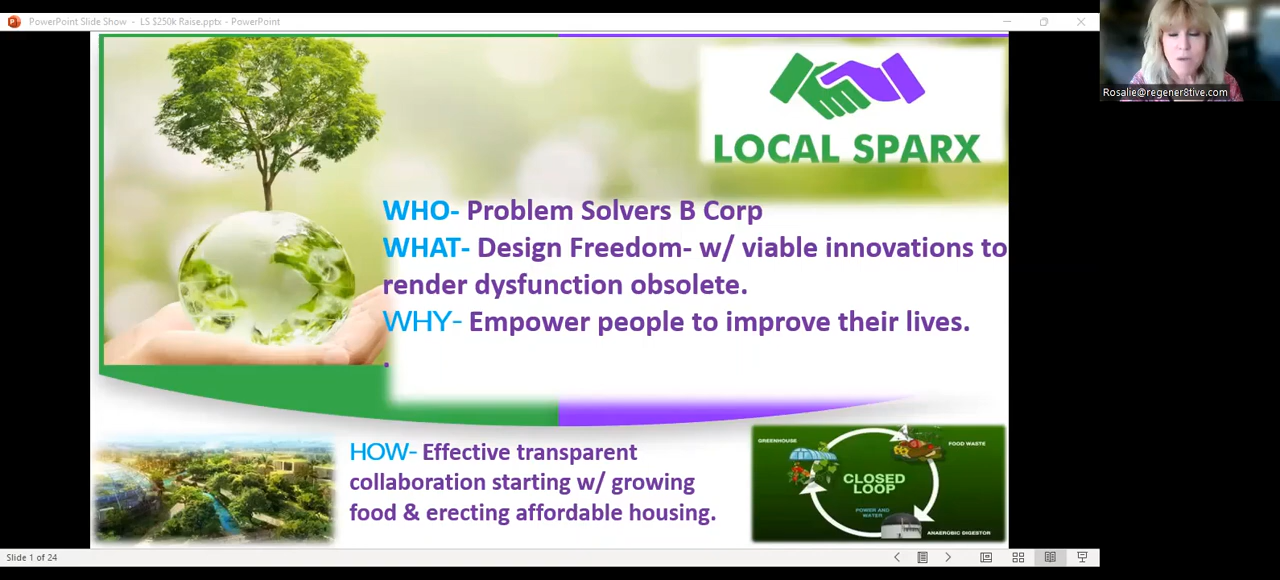 PowerPoint Slide Show - LS $250k Raise.pptx - PowerPoint
Rosalie@regener8tive.com
LOCAL SPARX
WHO- Problem Solvers B Corp
WHAT- Design Freedom- w/ viable innovations to
render dysfunction obsolete.
WHY- Empower people to improve their lives.
.
HOW- Effective transparent
collaboration starting w/ growing
food & erecting affordable housing.
GREENHOUSE
FOOD WASTE
CLOSED
LOOP
POWER AND
WATER
ANAEROBIC DIGESTOR
Slide 1 of 24